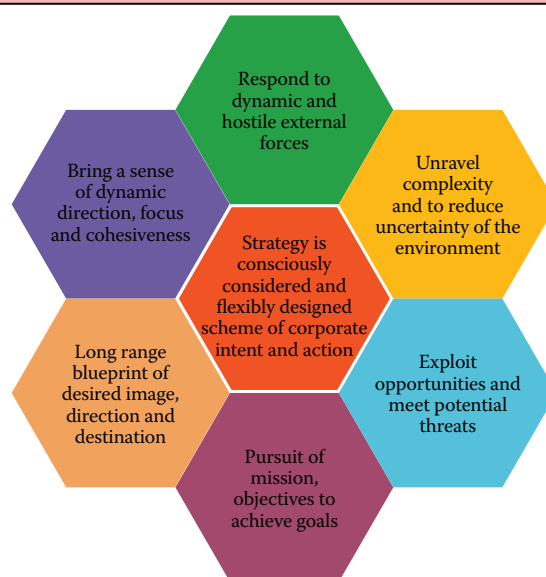 Respond to
dynamic and
hostile external
forces
Bring a sense
of dynamic
direction, focus
and cohesiveness
Unravel
complexity
and to reduce
uncertainty of the
environment
Strategy is
consciously
considered and
flexibly designed
scheme of corporate
intent and action
Long range
blueprint of
desired image,
direction and
destination
Exploit
opportunities and
meet potential
threats
Pursuit of
mission,
objectives to
achieve goals